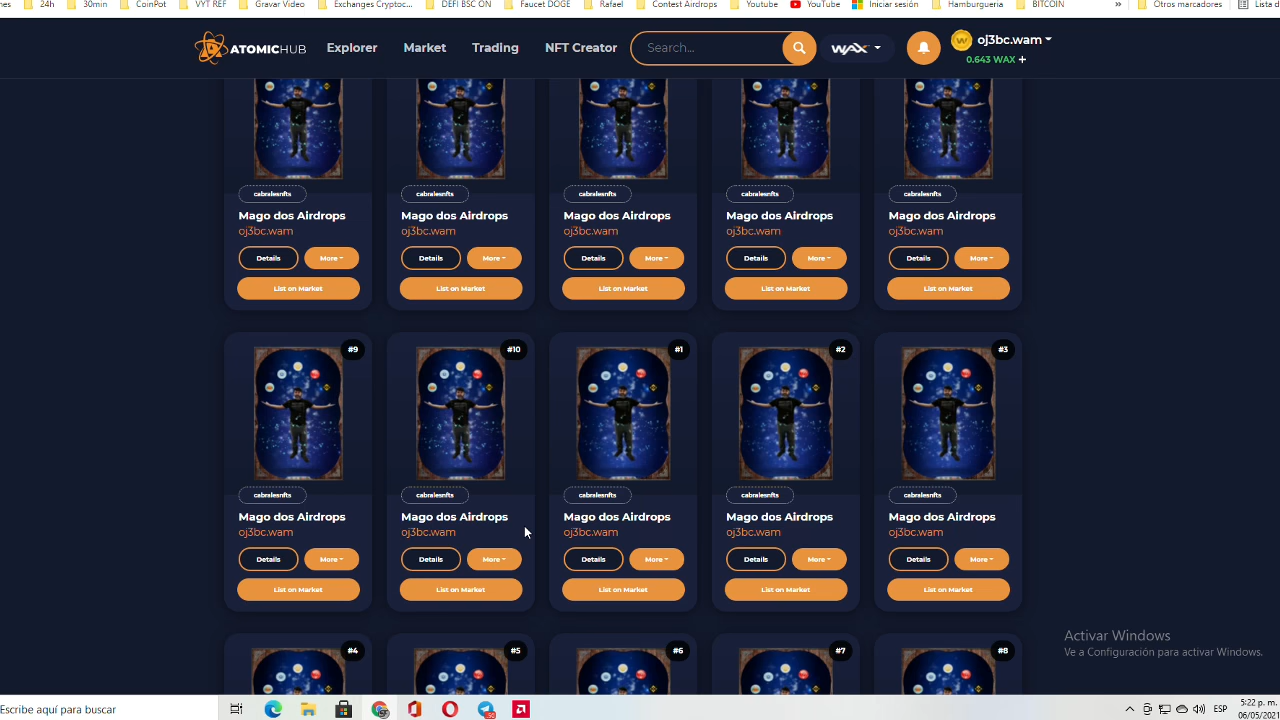 nes 24h 30min CoinPot VYT REF Gravar Video Exchanges Cryptoc... DEFI BSC ON Faucet DOGE Rafael Contest Airdrops Youtube YouTube Iniciar sesión Hamburgueria BITCOIN » Otros marcadores Lista d
ATOMICHUB Explorer Market Trading NFT Creator Search... WAX oj3bc.wam
0.643 WAX +
cabralesnfts cabralesnfts cabralesnfts cabralesnfts cabralesnfts
Mago dos Airdrops Mago dos Airdrops Mago dos Airdrops Mago dos Airdrops Mago dos Airdrops
oj3bc.wam oj3bc.wam oj3bc.wam oj3bc.wam oj3bc.wam
Details More Details More Details More Details More Details More
List on Market List on Market List on Market List on Market List on Market
#9 #10 #1 #2 #3
cabralesnfts cabralesnfts cabralesnfts cabralesnfts cabralesnfts
Mago dos Airdrops Mago dos Airdrops Mago dos Airdrops Mago dos Airdrops Mago dos Airdrops
oj3bc.wam oj3bc.wam oj3bc.wam oj3bc.wam oj3bc.wam
Details More Details More Details More Details More Details More
List on Market List on Market List on Market List on Market List on Market
#4 #5 #6 #7 #8
Activar Windows
Ve a Configuración para activar Windows.
Escribe aquí para buscar ESP 5:22 p. m.
06/05/2021